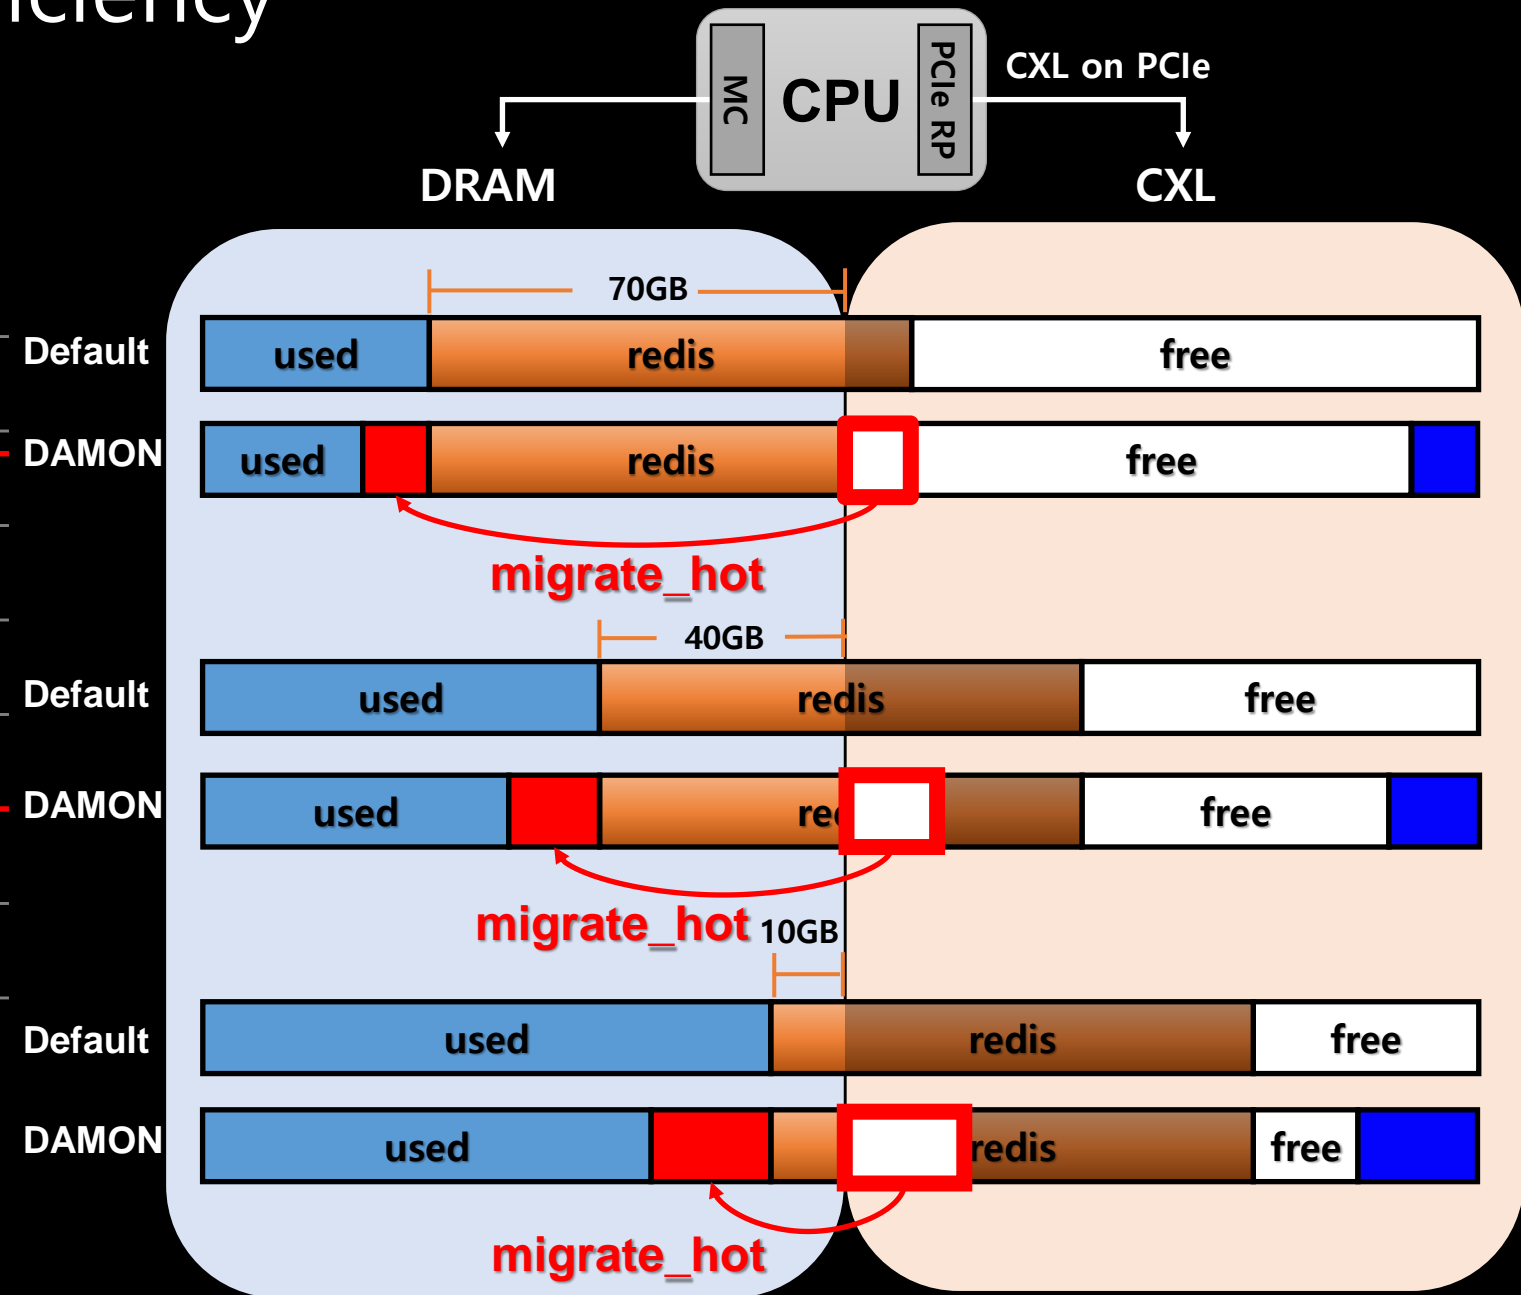 CPU
MC
PCIe RP
CXL on PCIe
DRAM
CXL
70GB
Default
used
redis
free
DAMON
used
redis
free
migrate_hot
40GB
Default
used
redis
free
DAMON
used
free
migrate_hot
10GB
Default
used
redis
free
DAMON
used
redis
free
migrate_hot